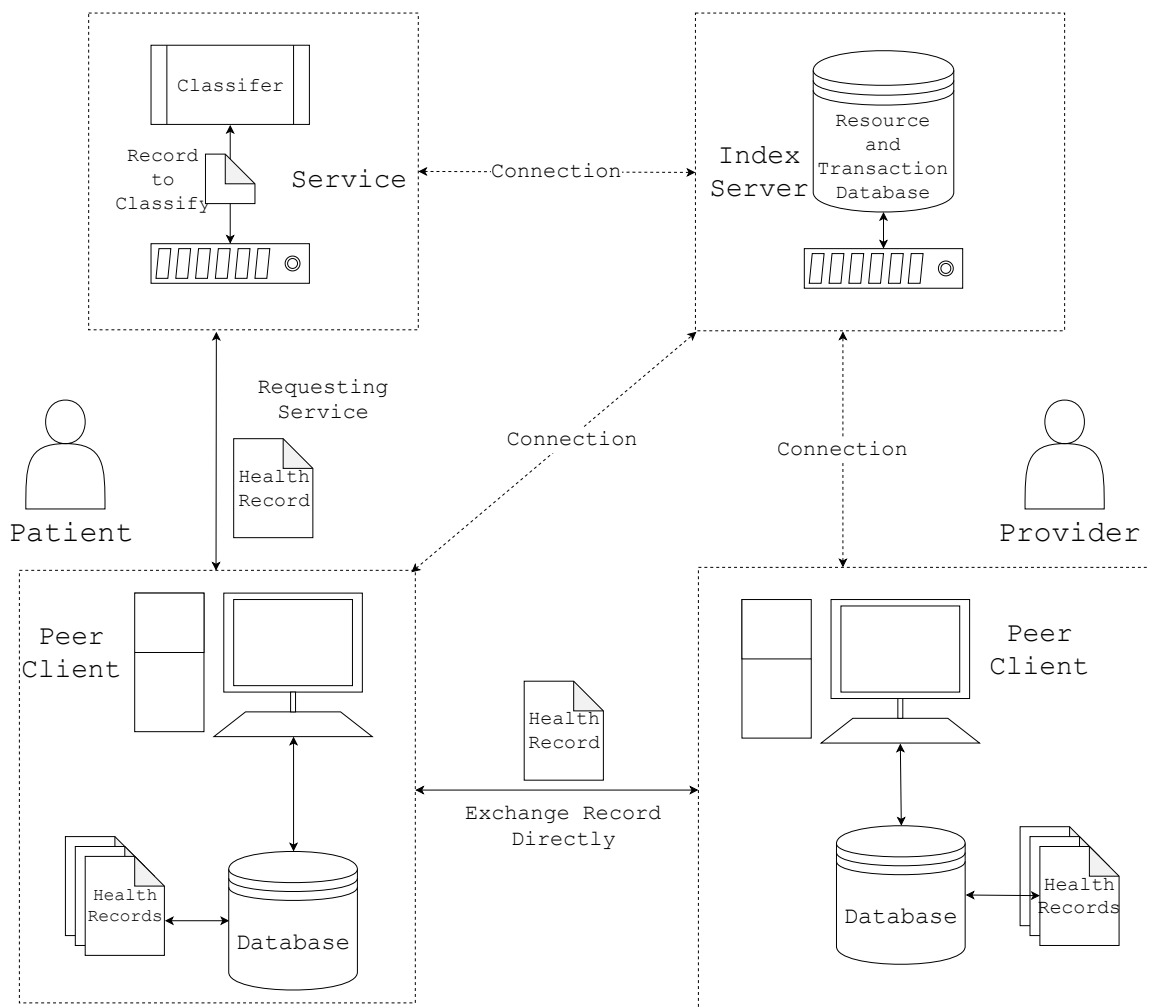 Classifer
Record
to
Classify
Service
Connection
Index
Server
Resource
and
Transaction
Database
Requesting
Service
Health
Record
Connection
Connection
Patient
Provider
Peer
Client
Peer
Client
Health
Record
Exchange Record
Directly
Health
Records
Database
Database
Health
Records